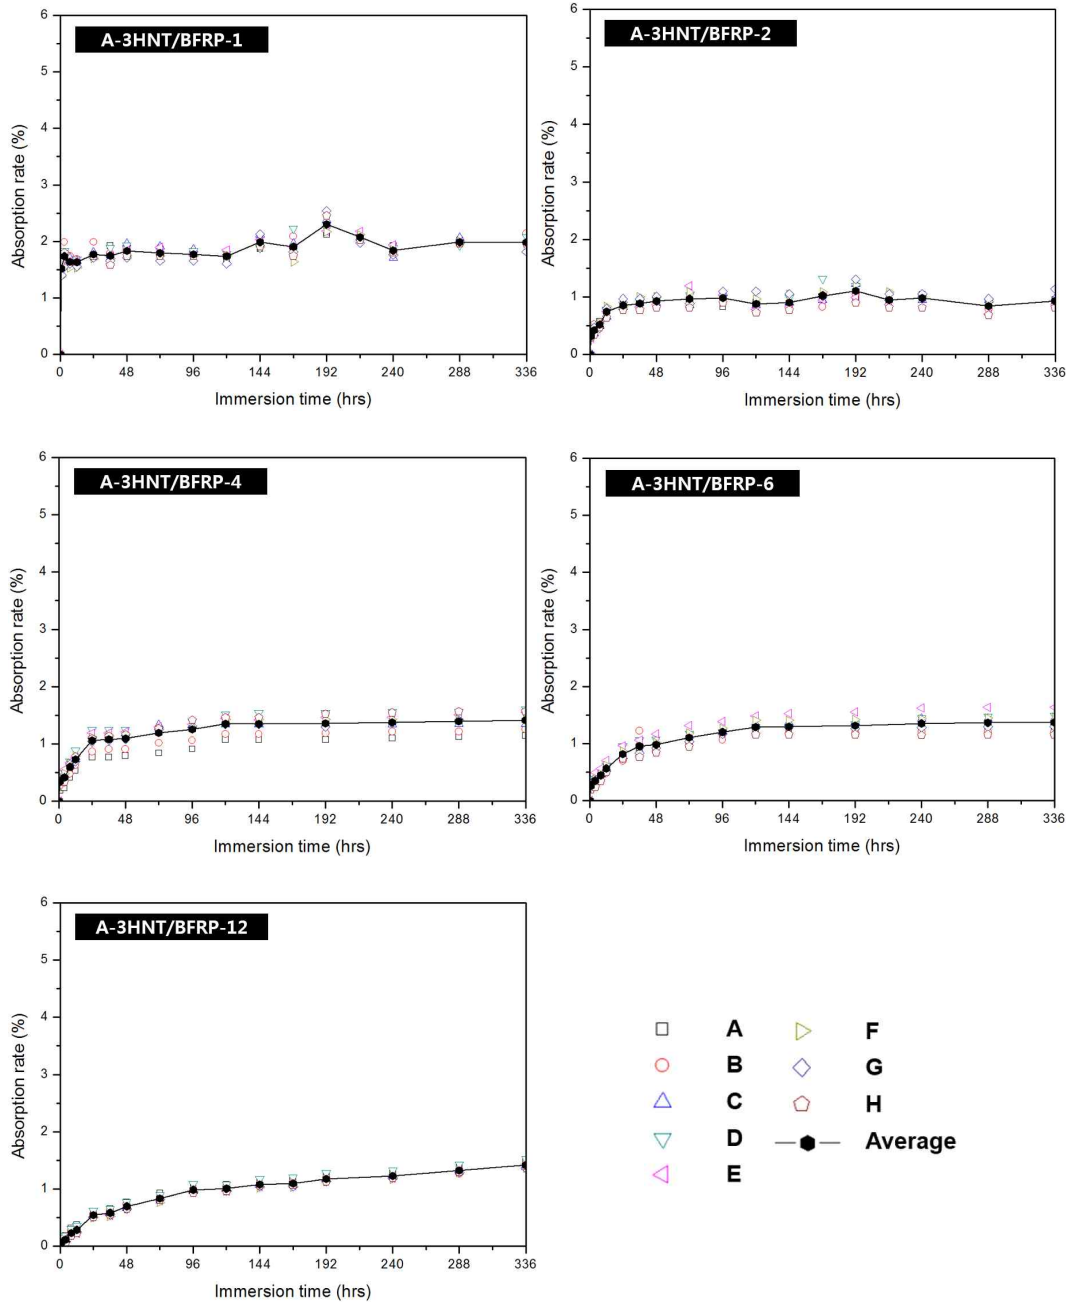 A-3HNT/BFRP-1
Absorption rate (%)
6
5
4
3
2
1
0
0 48 96 144 192 240 288 336
Immersion time (hrs)
A-3HNT/BFRP-2
Absorption rate (%)
6
5
4
3
2
1
0
0 48 96 144 192 240 288 336
Immersion time (hrs)
A-3HNT/BFRP-4
Absorption rate (%)
6
5
4
3
2
1
0
0 48 96 144 192 240 288 336
Immersion time (hrs)
A-3HNT/BFRP-6
Absorption rate (%)
6
5
4
3
2
1
0
0 48 96 144 192 240 288 336
Immersion time (hrs)
A-3HNT/BFRP-12
Absorption rate (%)
6
5
4
3
2
1
0
0 48 96 144 192 240 288 336
Immersion time (hrs)
A
B
C
D
E
F
G
H
Average